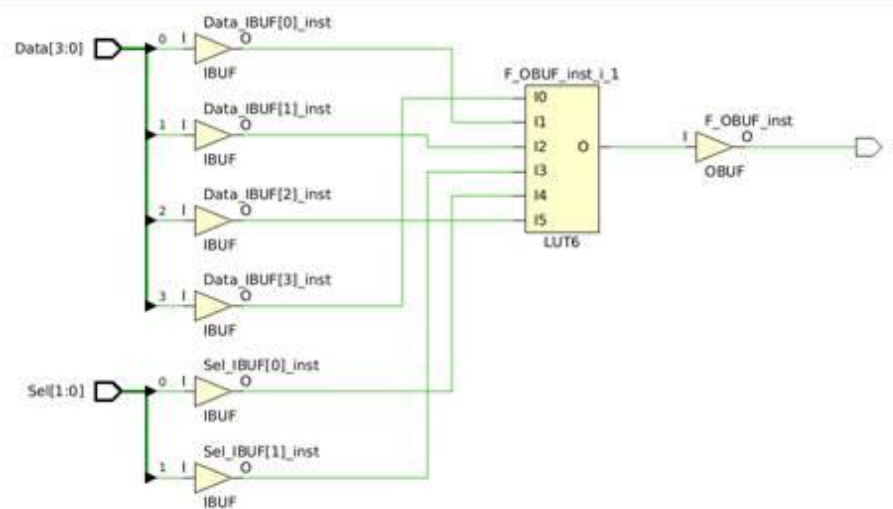 Data_IBUF[0]_inst
Data[3:0]
0 I O
IBUF
Data_IBUF[1]_inst
1 I O
IBUF
Data_IBUF[2]_inst
2 I O
IBUF
Data_IBUF[3]_inst
3 I O
IBUF
Sel_IBUF[0]_inst
Sel[1:0]
0 I O
IBUF
Sel_IBUF[1]_inst
1 I O
IBUF
F_OBUF_inst_i_1
I0
I1
I2 O
I3
I4
I5
LUT6
F_OBUF_inst
I O
OBUF